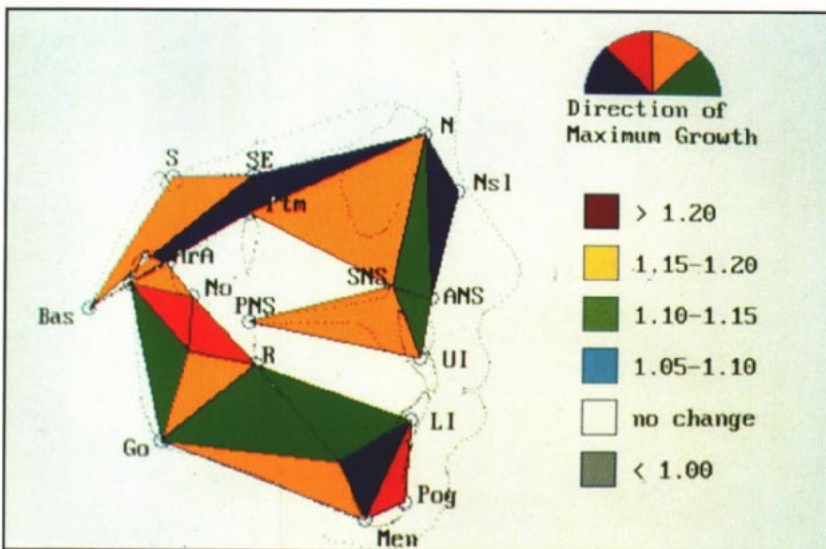 N
S
SE
Nsl
Ptm
ArA
SNS
ANS
No
Bas
PNS
R
UI
LI
Go
Pog
Men
Direction of
Maximum Growth
> 1.20
1.15-1.20
1.10-1.15
1.05-1.10
no change
< 1.00